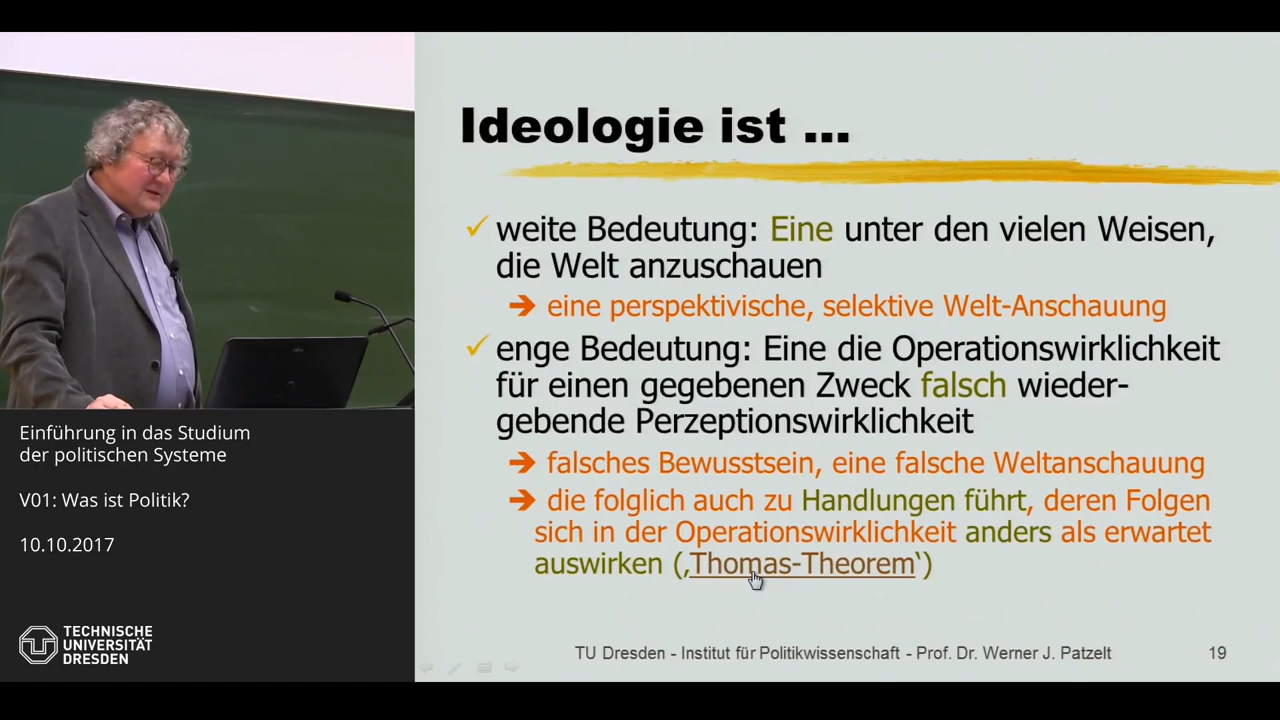 Ideologie ist ...
weite Bedeutung: Eine unter den vielen Weisen,
die Welt anzuschauen
eine perspektivische, selektive Welt-Anschauung
enge Bedeutung: Eine die Operationswirklichkeit
für einen gegebenen Zweck falsch wieder-
gebende Perzeptionswirklichkeit
falsches Bewusstsein, eine falsche Weltanschauung
die folglich auch zu Handlungen führt, deren Folgen
sich in der Operationswirklichkeit anders als erwartet
auswirken (‚Thomas-Theorem‘)
TU Dresden - Institut für Politikwissenschaft - Prof. Dr. Werner J. Patzelt 19
Einführung in das Studium
der politischen Systeme
V01: Was ist Politik?
10.10.2017
TECHNISCHE
UNIVERSITÄT
DRESDEN